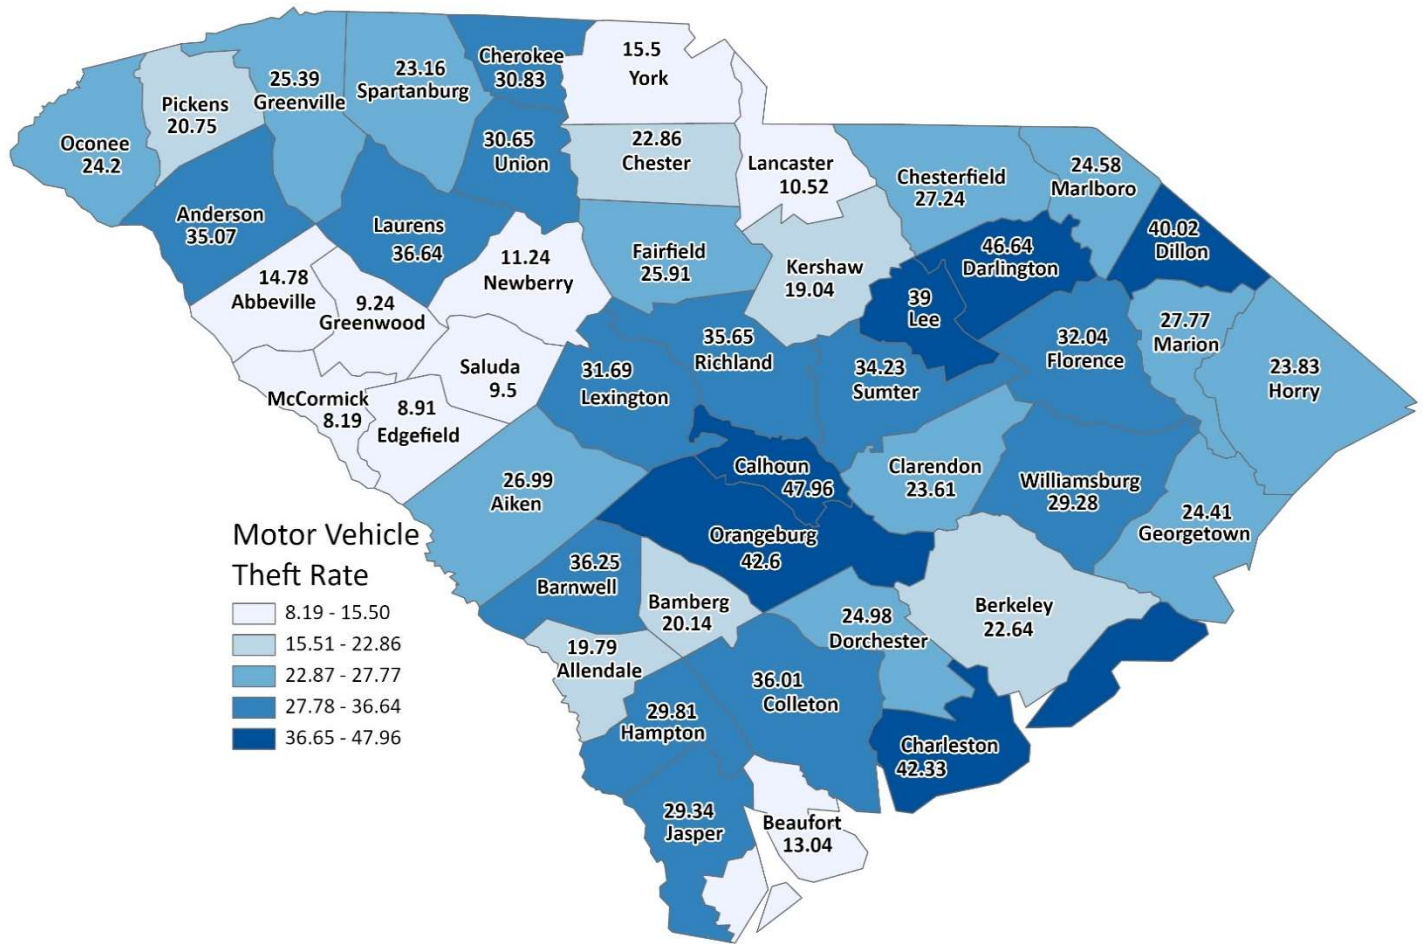 Cherokee
30.83
15.5
York
25.39
Greenville
23.16
Spartanburg
Pickens
20.75
Oconee
24.2
30.65
Union
22.86
Chester
Lancaster
10.52
Chesterfield
27.24
24.58
Marlboro
Anderson
35.07
Laurens
36.64
40.02
Dillon
46.64
Darlington
11.24
Newberry
Fairfield
25.91
Kershaw
19.04
14.78
Abbeville
9.24
Greenwood
39
Lee
35.65
Richland
32.04
Florence
27.77
Marion
23.83
Horry
Saluda
9.5
31.69
Lexington
34.23
Sumter
McCormick
8.19
8.91
Edgefield
26.99
Aiken
Calhoun
47.96
Clarendon
23.61
Williamsburg
29.28
24.41
Georgetown
Orangeburg
42.6
Motor Vehicle
Theft Rate
8.19 - 15.50
15.51 - 22.86
22.87 - 27.77
27.78 - 36.64
36.65 - 47.96
36.25
Barnwell
Bamberg
20.14
24.98
Dorchester
Berkeley
22.64
19.79
Allendale
36.01
Colleton
29.81
Hampton
Charleston
42.33
29.34
Jasper
Beaufort
13.04